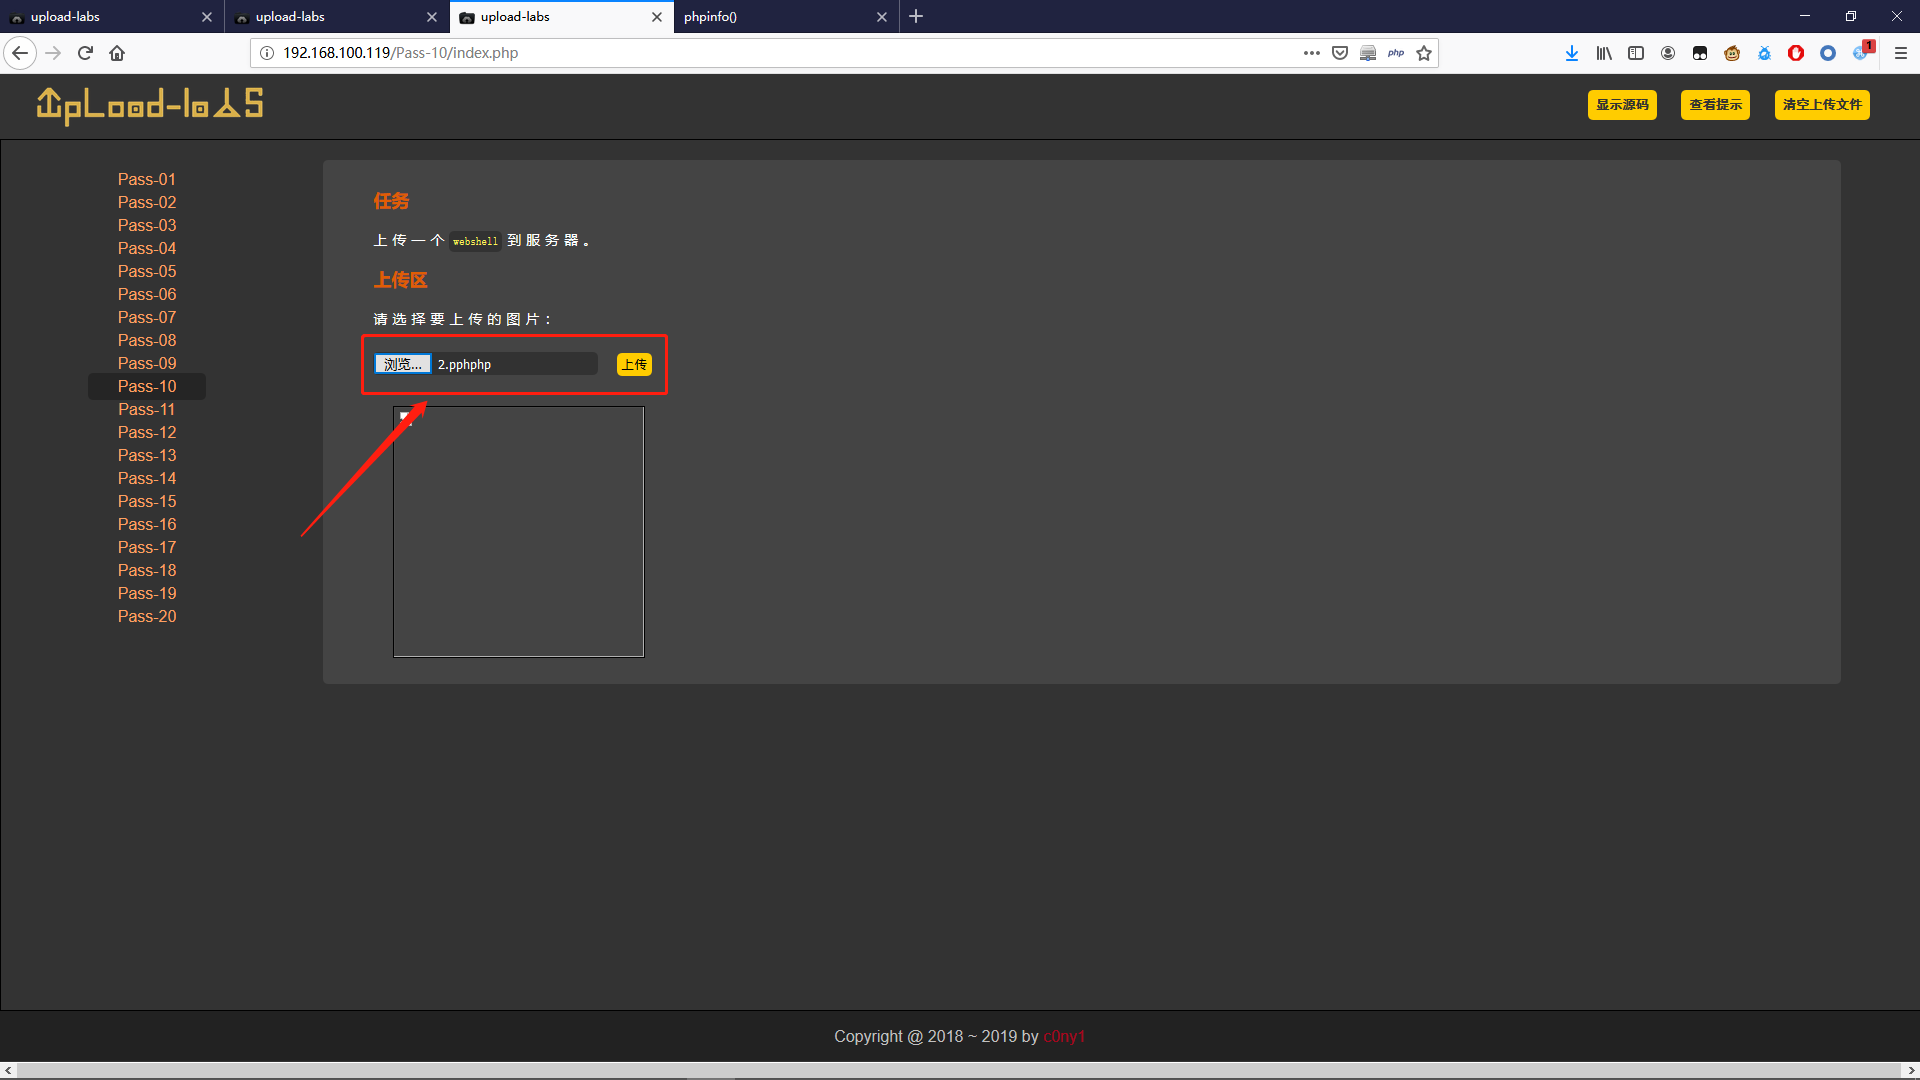 upload-labs
upload-labs
upload-labs
phpinfo()
192.168.100.119/Pass-10/index.php
php
1
UpLoad-labs
显示源码
查看提示
清空上传文件
Pass-01
Pass-02
Pass-03
Pass-04
Pass-05
Pass-06
Pass-07
Pass-08
Pass-09
Pass-10
Pass-11
Pass-12
Pass-13
Pass-14
Pass-15
Pass-16
Pass-17
Pass-18
Pass-19
Pass-20
任务
上传一个 webshell 到服务器。
上传区
请选择要上传的图片：
浏览... 2.pphphp 上传
Copyright @ 2018 ~ 2019 by c0ny1